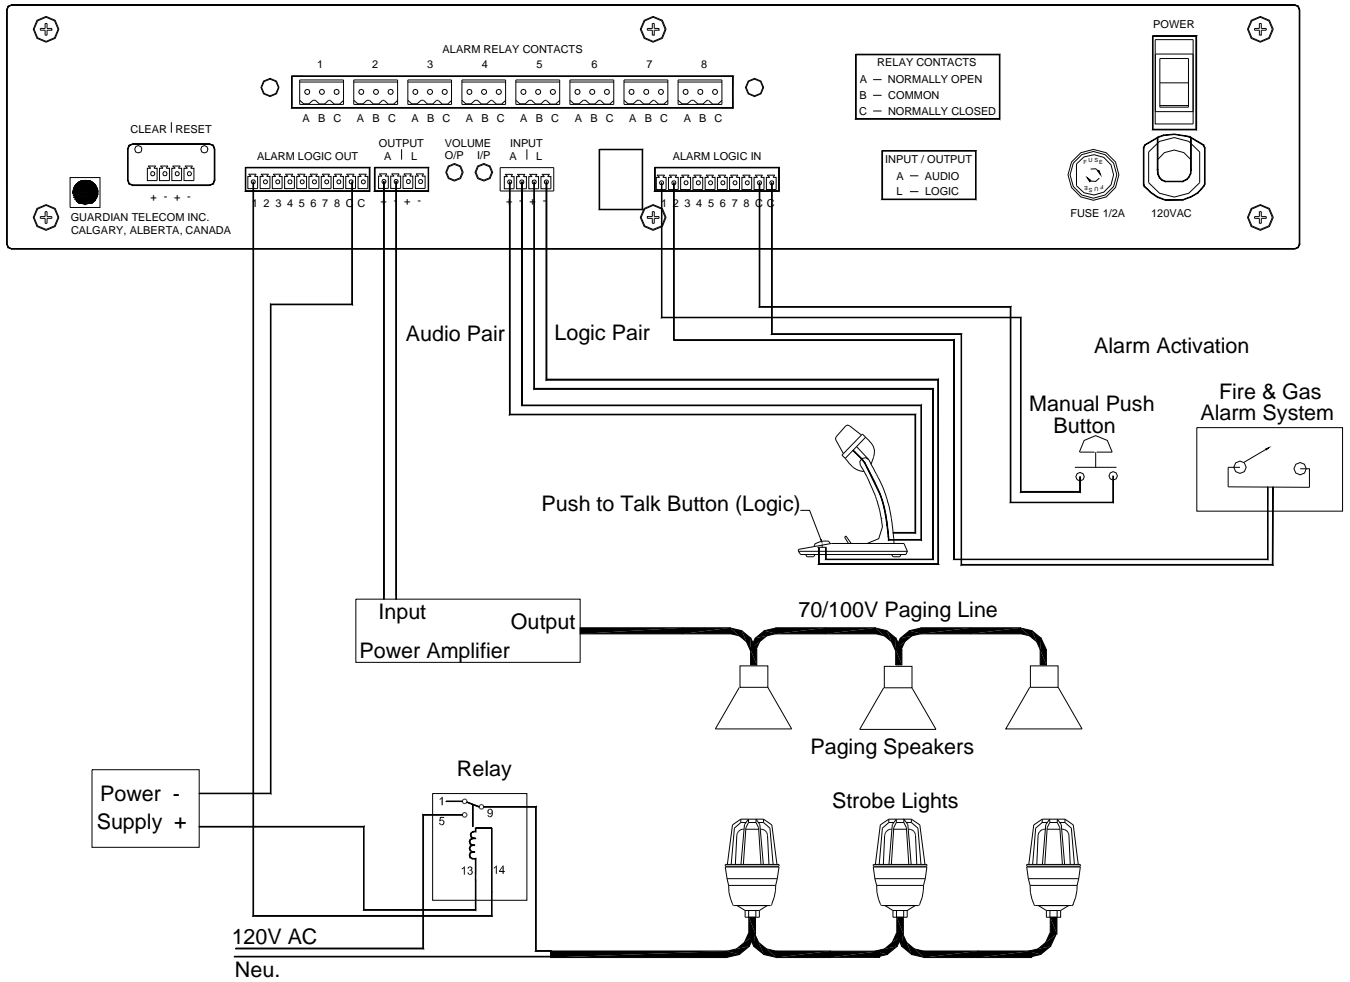 POWER
ALARM RELAY CONTACTS
1 2 3 4 5 6 7 8
A B C A B C A B C A B C A B C A B C A B C A B C
RELAY CONTACTS
A — NORMALLY OPEN
B — COMMON
C — NORMALLY CLOSED
CLEAR | RESET
+ - + -
ALARM LOGIC OUT
1 2 3 4 5 6 7 8 C C
OUTPUT
A | L
+ - + -
VOLUME
O/P I/P
INPUT
A | L
+ - + -
ALARM LOGIC IN
1 2 3 4 5 6 7 8 C C
INPUT / OUTPUT
A — AUDIO
L — LOGIC
FUSE
FUSE
FUSE 1/2A
120VAC
GUARDIAN TELECOM INC.
CALGARY, ALBERTA, CANADA
Audio Pair
Logic Pair
Alarm Activation
Manual Push
Button
Fire & Gas
Alarm System
Push to Talk Button (Logic)
Input
Output
Power Amplifier
70/100V Paging Line
Paging Speakers
Power -
Supply +
Relay
1
5
9
13
14
Strobe Lights
120V AC
Neu.